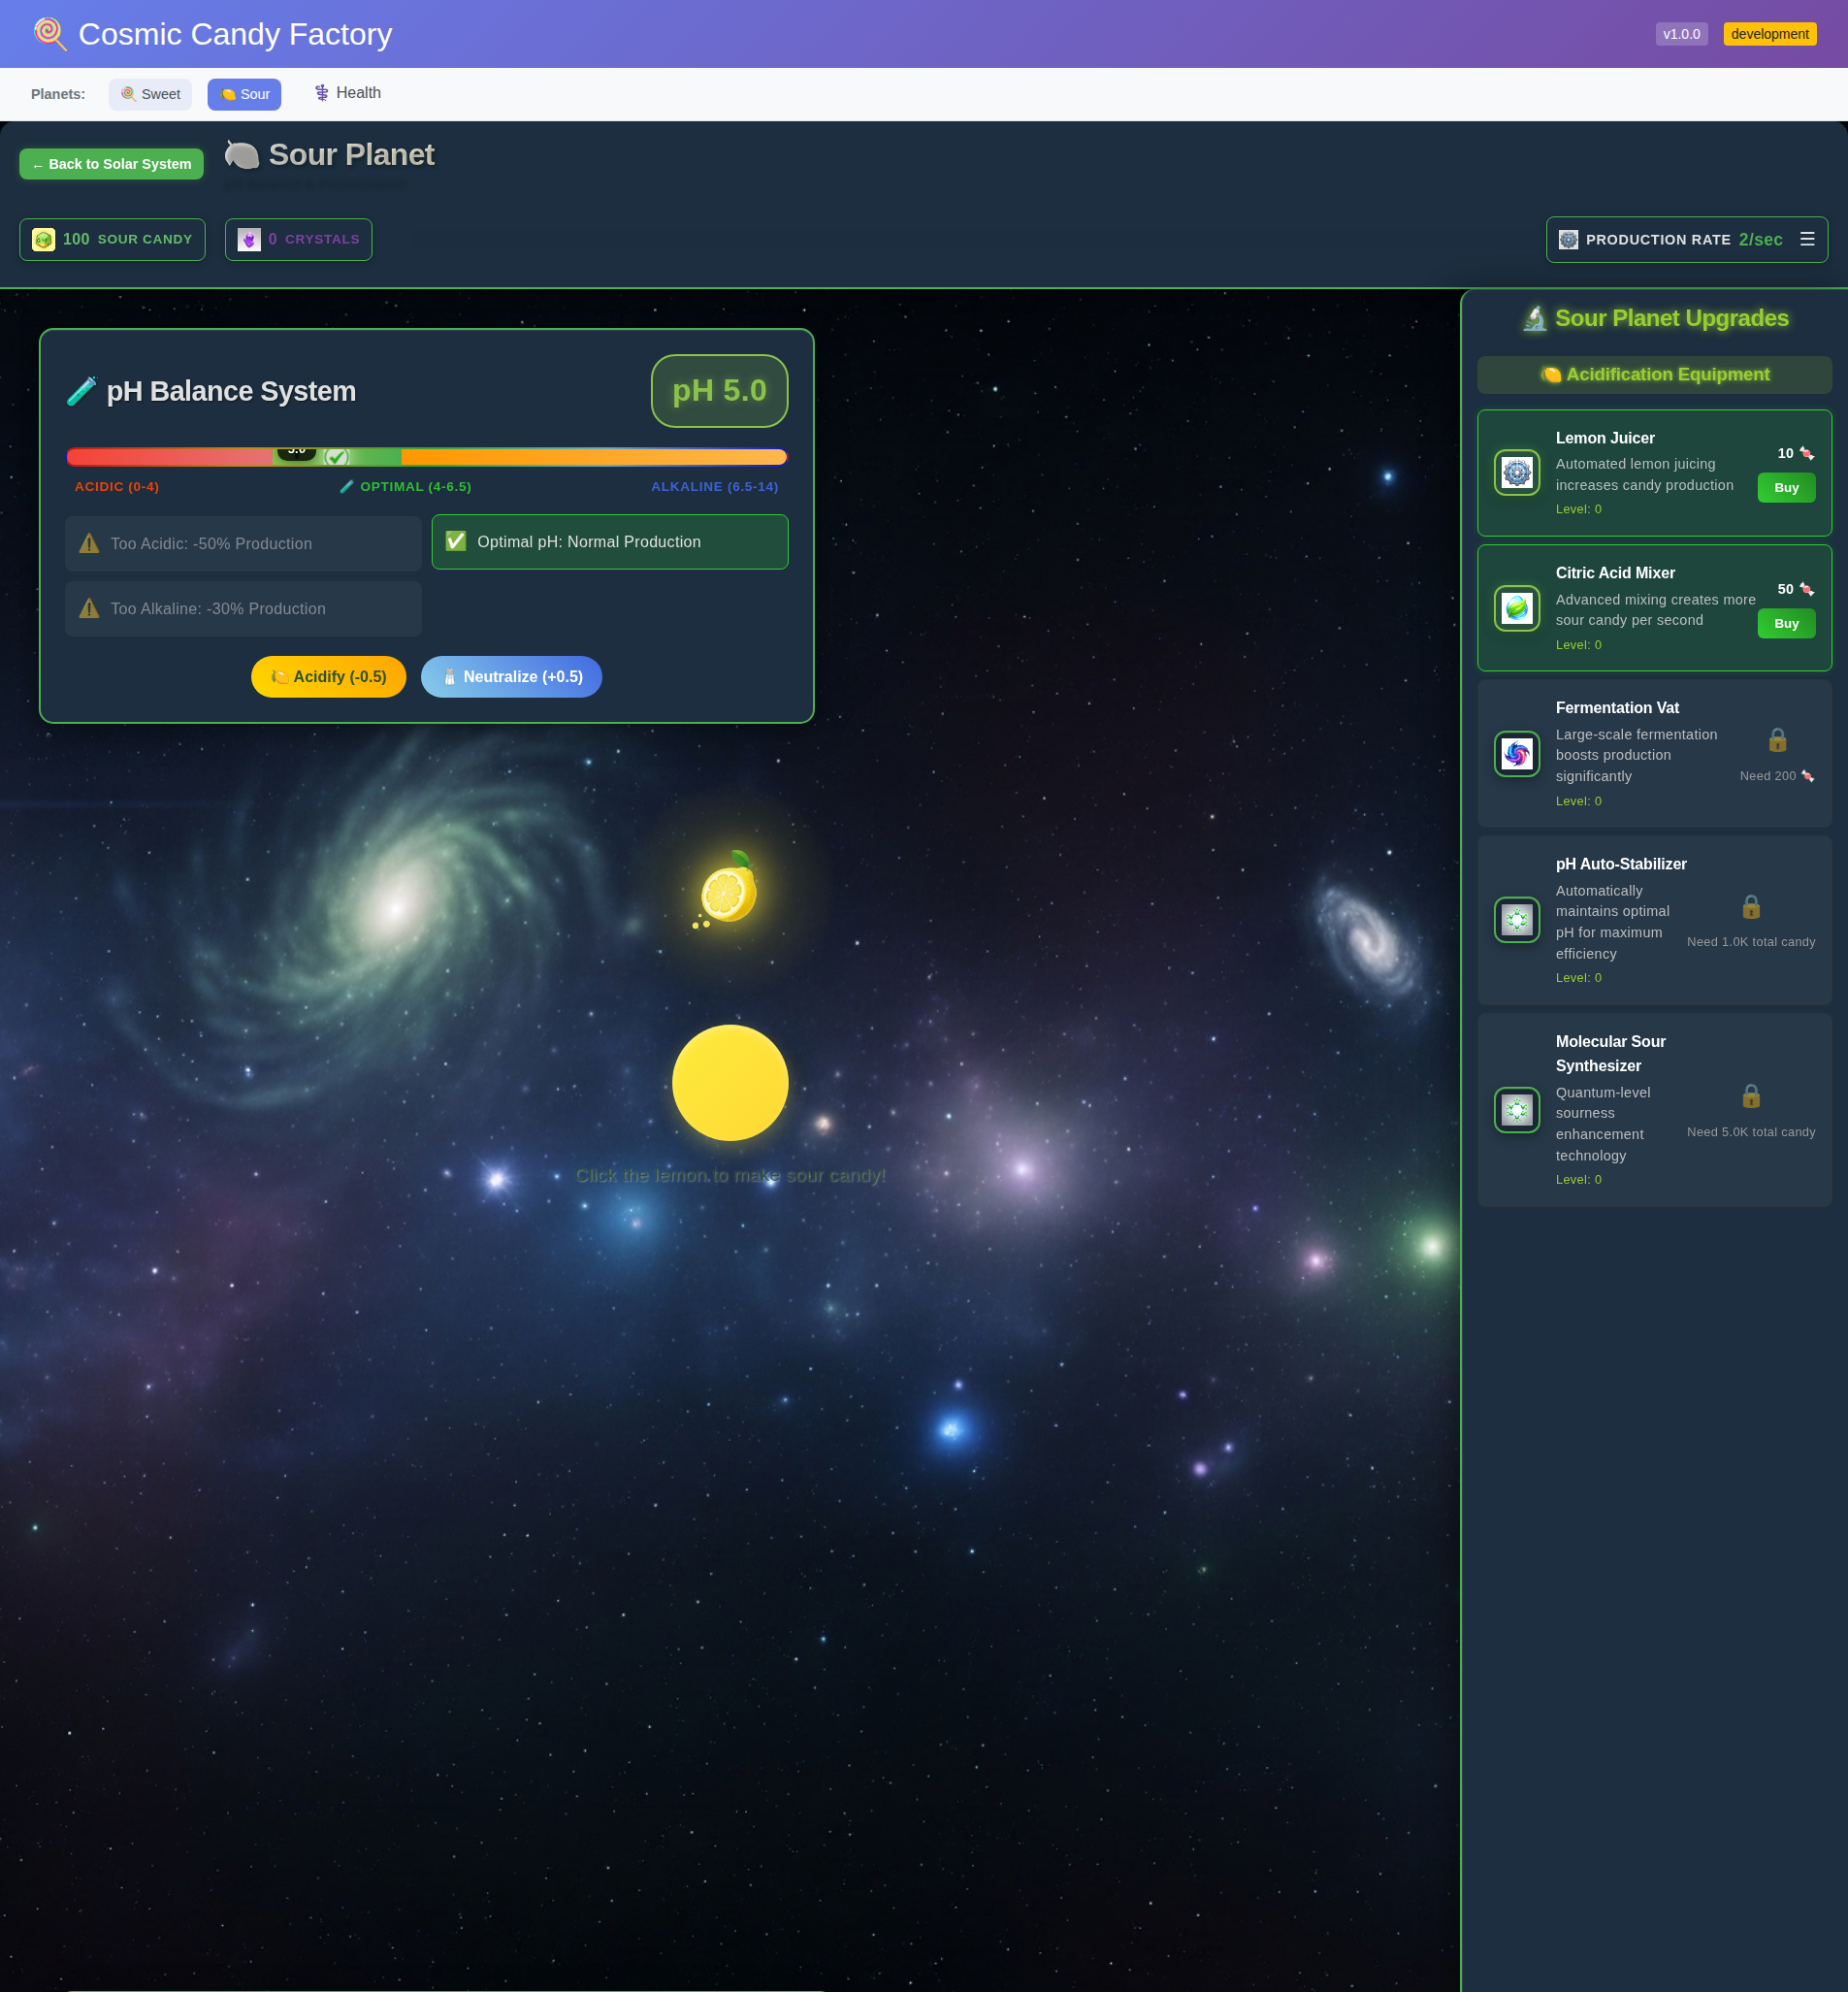 Cosmic Candy Factory
v1.0.0
development
Planets:
Sweet
Sour
Health
← Back to Solar System
Sour Planet
100 SOUR CANDY
0 CRYSTALS
PRODUCTION RATE 2/sec ☰
pH Balance System
pH 5.0
5.0
ACIDIC (0-4)
OPTIMAL (4-6.5)
ALKALINE (6.5-14)
Too Acidic: -50% Production
Optimal pH: Normal Production
Too Alkaline: -30% Production
Acidify (-0.5)
Neutralize (+0.5)
Click the lemon to make sour candy!
Sour Planet Upgrades
Acidification Equipment
Lemon Juicer
Automated lemon juicing
increases candy production
Level: 0
10
Buy
Citric Acid Mixer
Advanced mixing creates more
sour candy per second
Level: 0
50
Buy
Fermentation Vat
Large-scale fermentation
boosts production
significantly
Level: 0
Need 200
pH Auto-Stabilizer
Automatically
maintains optimal
pH for maximum
efficiency
Level: 0
Need 1.0K total candy
Molecular Sour
Synthesizer
Quantum-level
sourness
enhancement
technology
Level: 0
Need 5.0K total candy